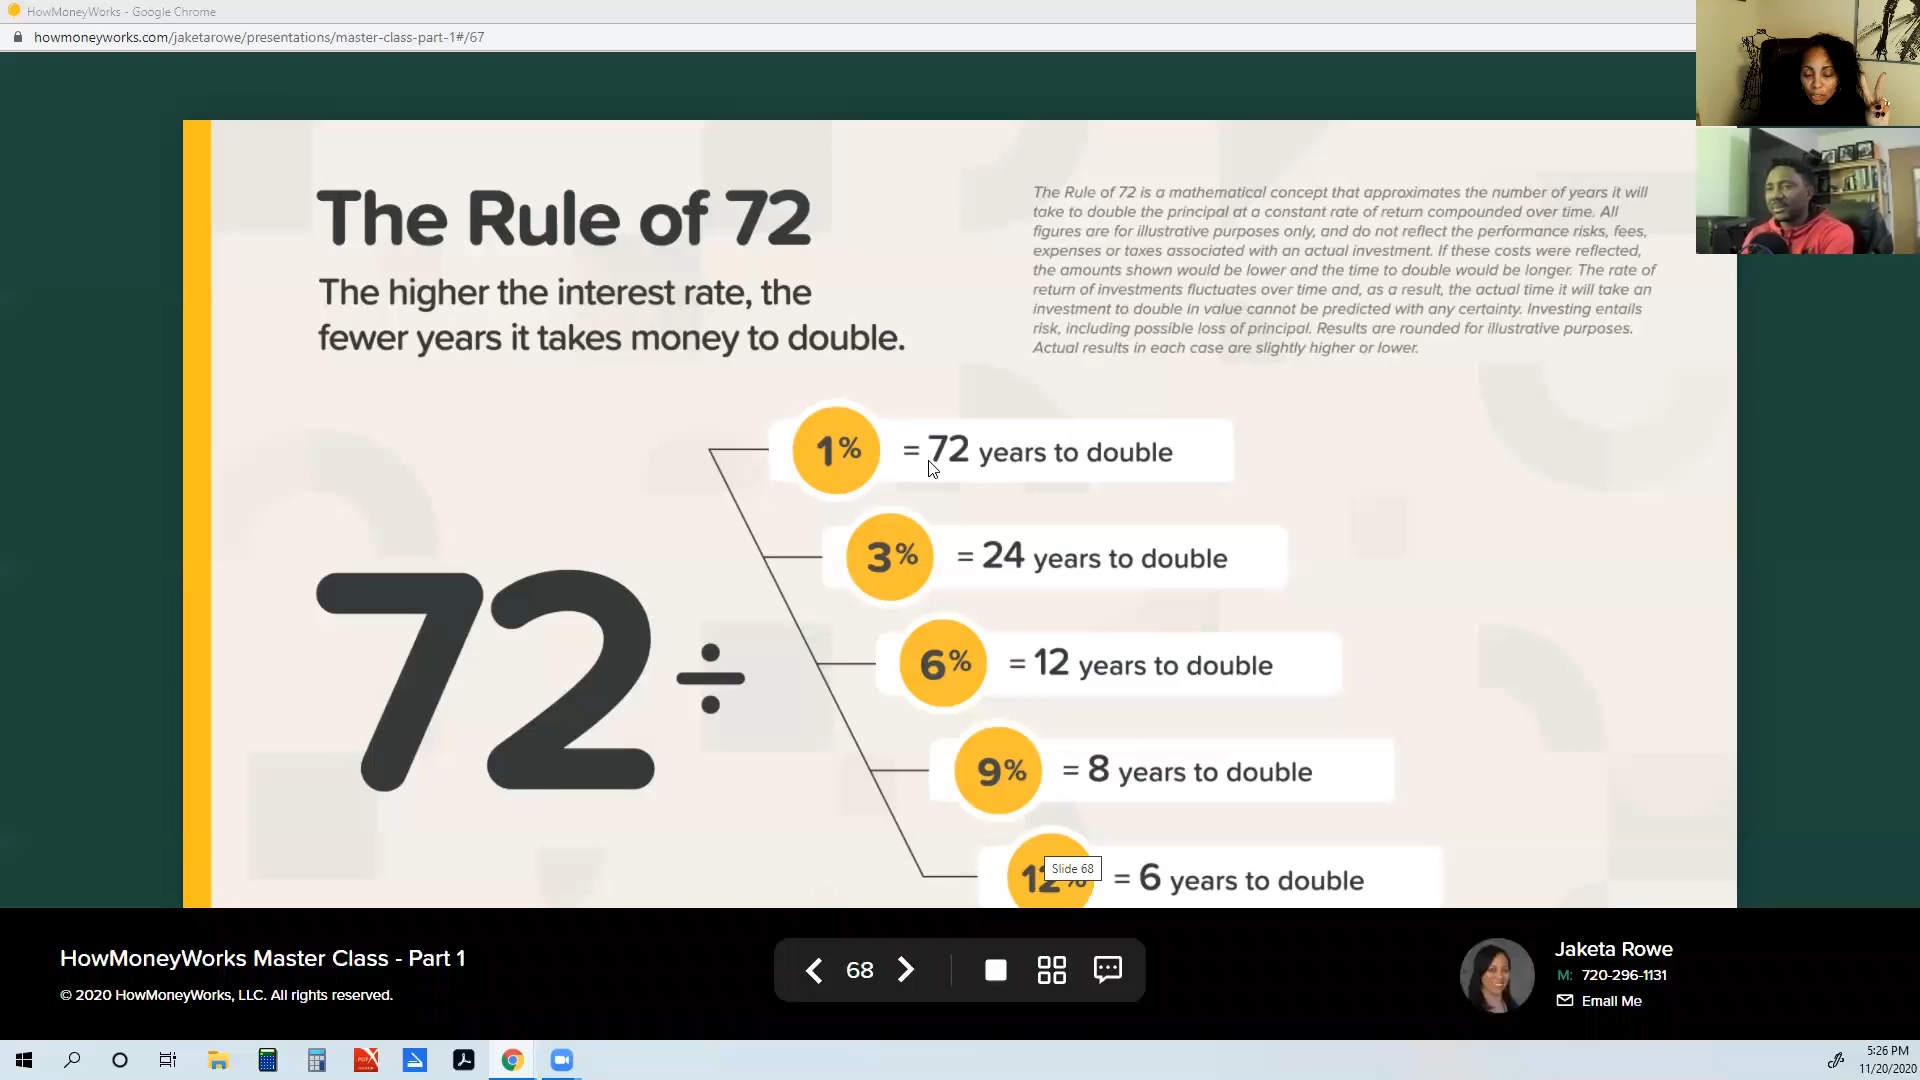 HowMoneyWorks - Google Chrome
howmoneyworks.com/jaketarowe/presentations/master-class-part-1#/67
The Rule of 72
The higher the interest rate, the
fewer years it takes money to double.
The Rule of 72 is a mathematical concept that approximates the number of years it will
take to double the principal at a constant rate of return compounded over time. All
figures are for illustrative purposes only, and do not reflect the performance risks, fees,
expenses or taxes associated with an actual investment. If these costs were reflected,
the amounts shown would be lower and the time to double would be longer. The rate of
return of investments fluctuates over time and, as a result, the actual time it will take an
investment to double in value cannot be predicted with any certainty. Investing entails
risk, including possible loss of principal. Results are rounded for illustrative purposes.
Actual results in each case are slightly higher or lower.
72 ÷
1% = 72 years to double
3% = 24 years to double
6% = 12 years to double
9% = 8 years to double
12% = 6 years to double
Slide 68
HowMoneyWorks Master Class - Part 1
© 2020 HowMoneyWorks, LLC. All rights reserved.
68
Jaketa Rowe
M: 720-296-1131
Email Me
5:26 PM
11/20/2020